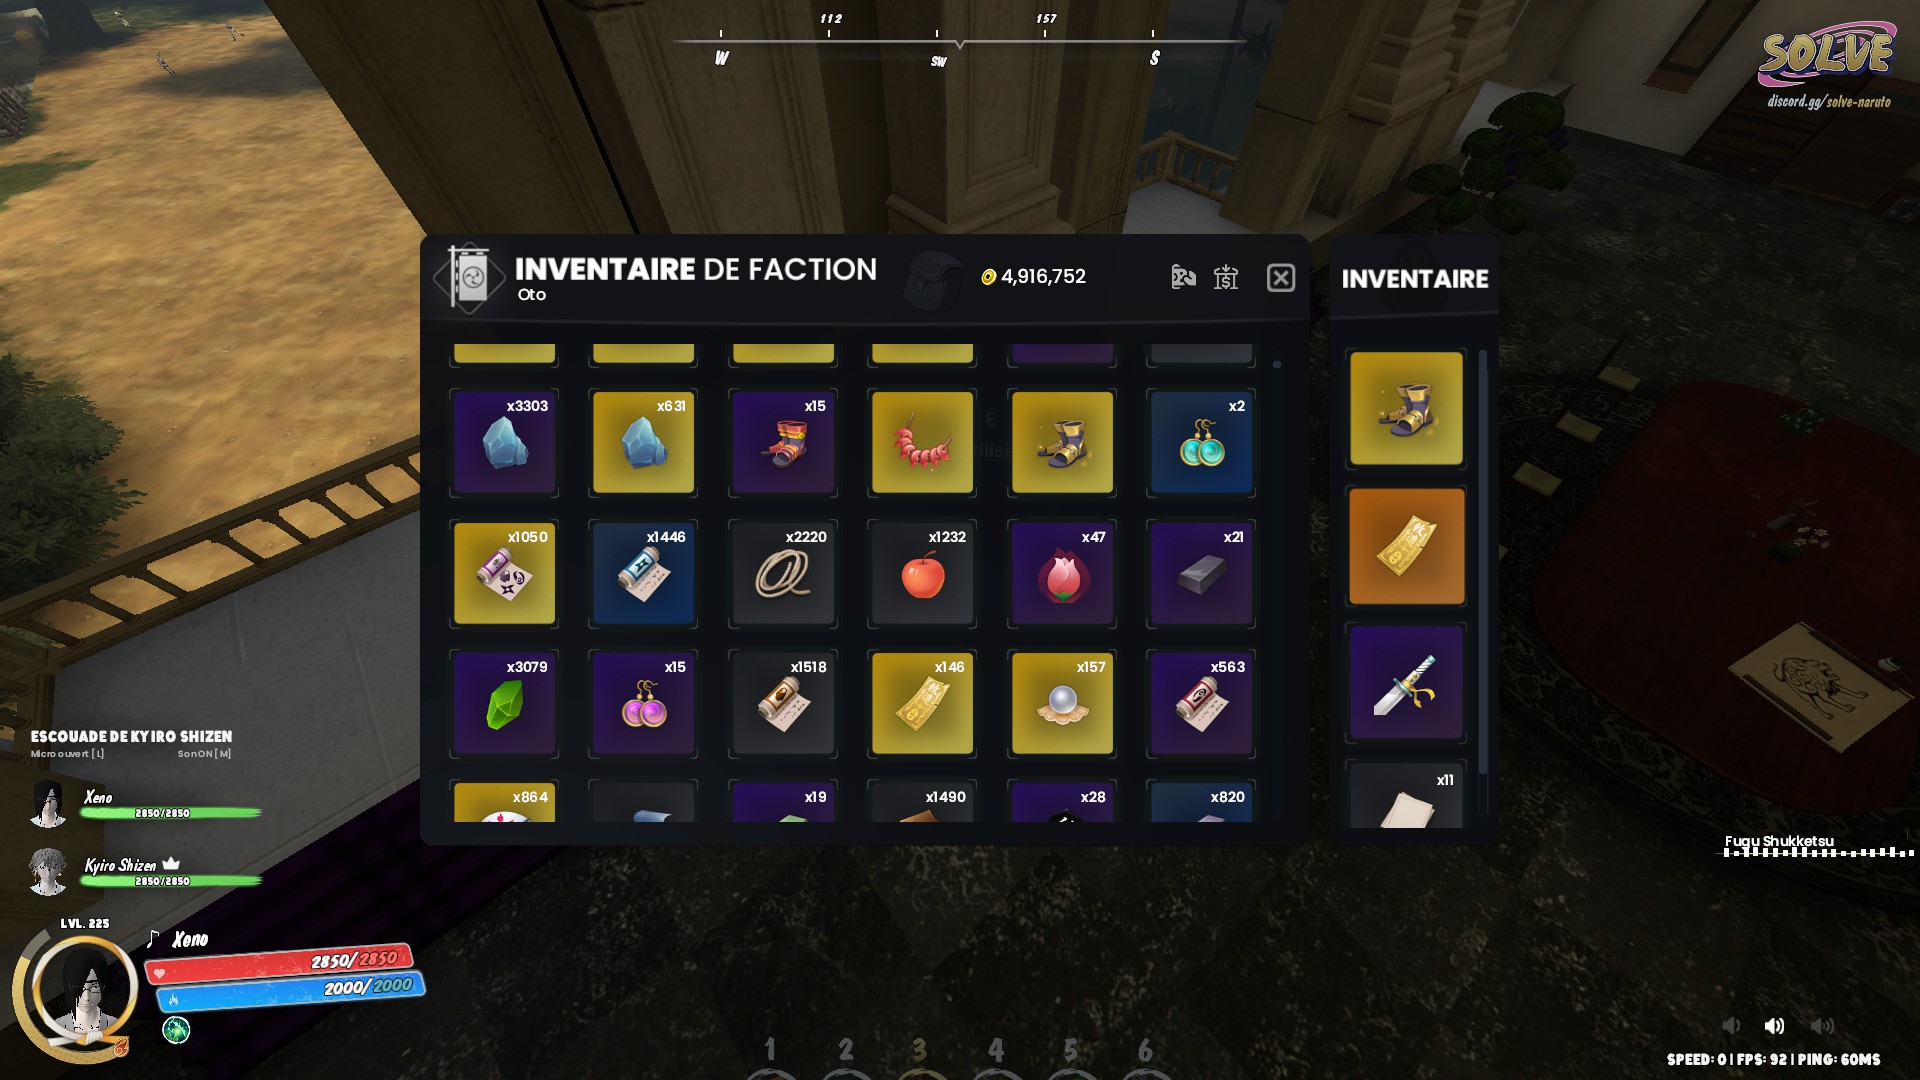 112
157
W
SW
S
SOLVE
discord.gg/solve-naruto
INVENTAIRE DE FACTION
Oto
4,916,752
INVENTAIRE
x3303
x631
x15
x2
E
x1050
x1446
x2220
x1232
x47
x21
x3079
x15
x1518
x146
x157
x563
x864
x19
x1490
x28
x820
x11
ESCOUADE DE KYIRO SHIZEN
Micro ouvert [L]
Son ON [M]
Xeno
2850/2850
Kyiro Shizen
2850/2850
LVL. 225
Xeno
2850/2850
2000/2000
Fugu Shukketsu
1 2 3 4 5 6
SPEED: 0 | FPS: 92 | PING: 60MS